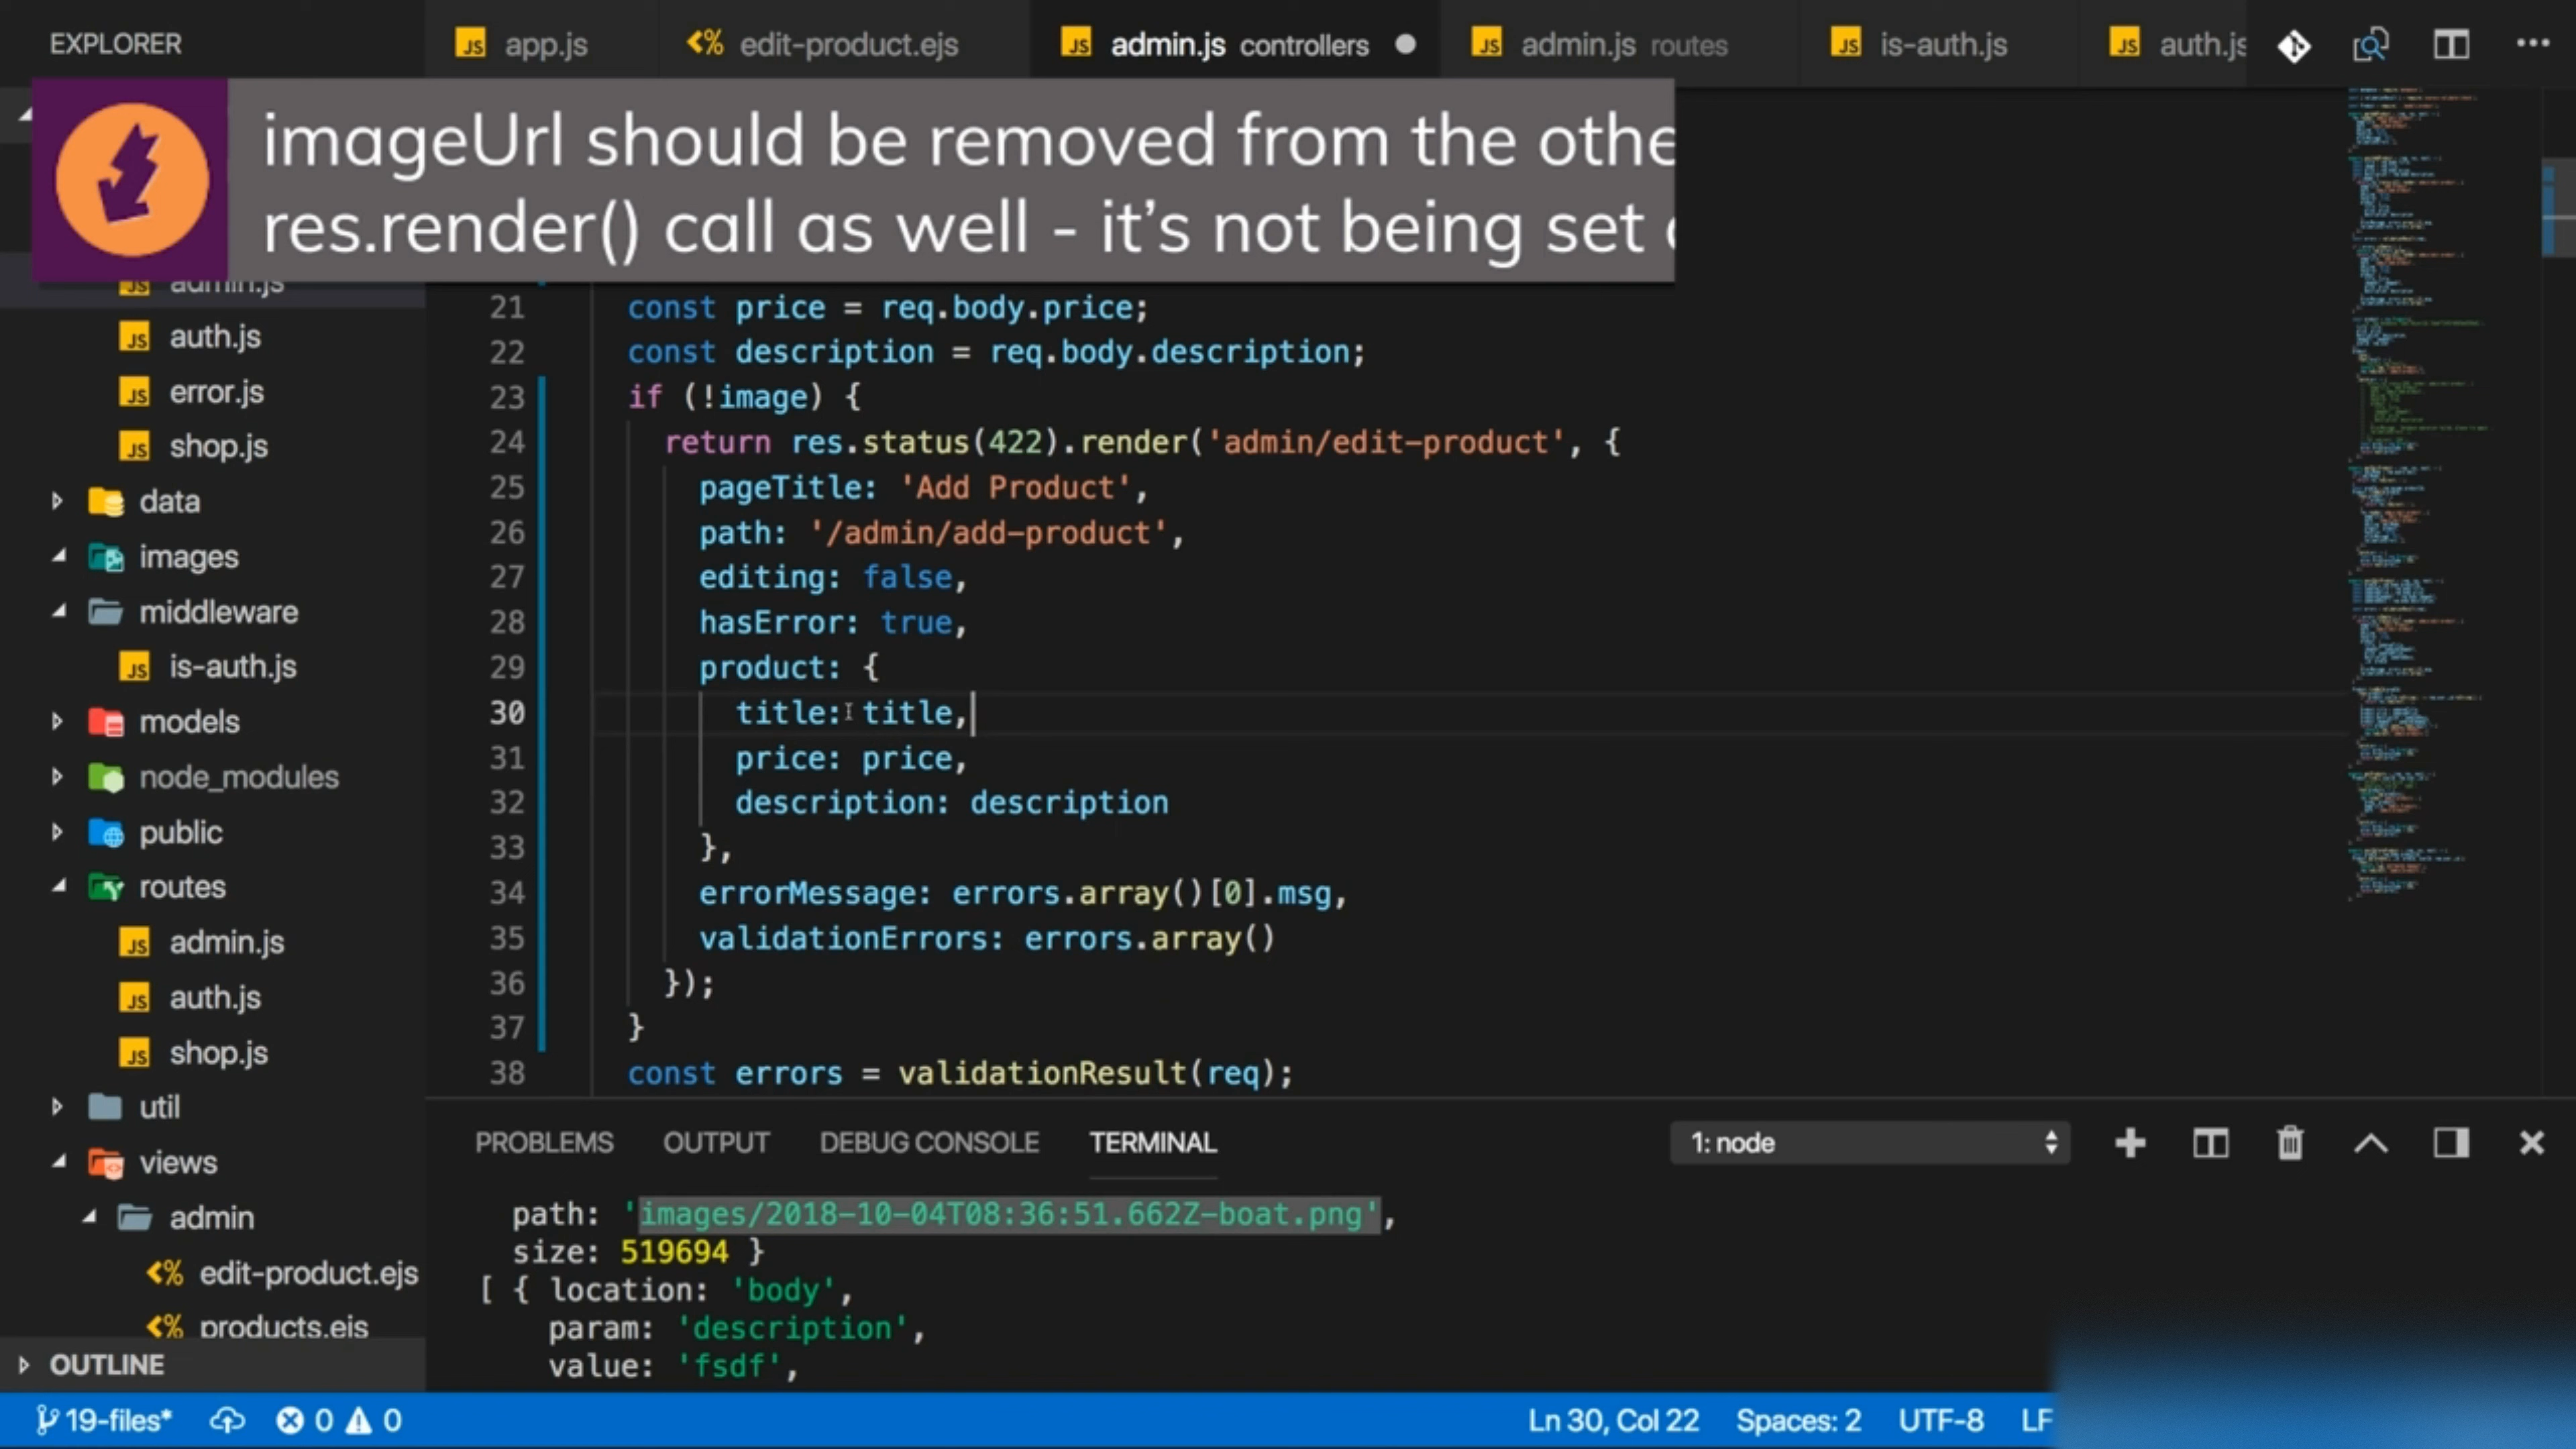 EXPLORER
app.js
edit-product.ejs
admin.js controllers
admin.js routes
is-auth.js
auth.js
imageUrl should be removed from the othe
res.render() call as well - it's not being set
admin.js
auth.js
error.js
shop.js
data
images
middleware
is-auth.js
models
node_modules
public
routes
admin.js
auth.js
shop.js
util
views
admin
edit-product.ejs
products.ejs
OUTLINE
21 const price = req.body.price;
22 const description = req.body.description;
23 if (!image) {
24 return res.status(422).render('admin/edit-product', {
25 pageTitle: 'Add Product',
26 path: '/admin/add-product',
27 editing: false,
28 hasError: true,
29 product: {
30 title: title,
31 price: price,
32 description: description
33 },
34 errorMessage: errors.array()[0].msg,
35 validationErrors: errors.array()
36 });
37 }
38 const errors = validationResult(req);
PROBLEMS OUTPUT DEBUG CONSOLE TERMINAL
1: node
path: 'images/2018-10-04T08:36:51.662Z-boat.png',
size: 519694 }
[ { location: 'body',
param: 'description',
value: 'fsdf',
19-files* 0 0
Ln 30, Col 22 Spaces: 2 UTF-8 LF